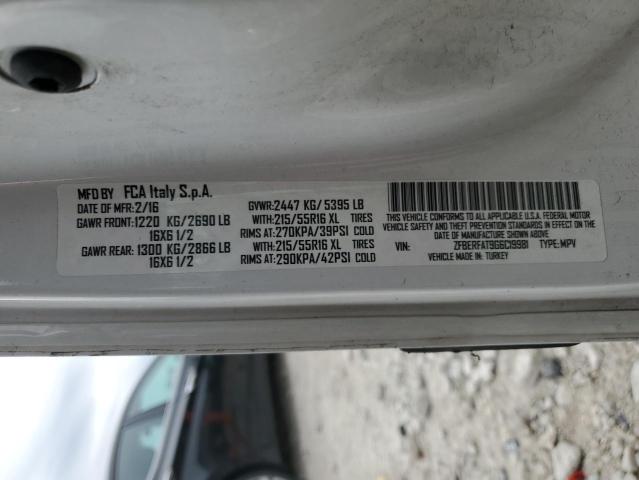 MFD BY FCA Italy S.p.A.
DATE OF MFR: 2/16 GVWR: 2447 KG/ 5395 LB
GAWR FRONT: 1220 KG/2690 LB WITH: 215/55R16 XL TIRES
16X6 1/2 RIMS AT: 270KPA/39PSI COLD
GAWR REAR: 1300 KG/2866 LB WITH: 215/55R16 XL TIRES
16X6 1/2 RIMS AT: 290KPA/42PSI COLD
THIS VEHICLE CONFORMS TO ALL APPLICABLE U.S.A. FEDERAL MOTOR
VEHICLE SAFETY AND THEFT PREVENTION STANDARDS IN EFFECT ON THE DATE OF
MANUFACTURE SHOWN ABOVE
VIN: ZFBERFAT9G6C19981 TYPE: MPV
VEHICLE MADE IN: TURKEY